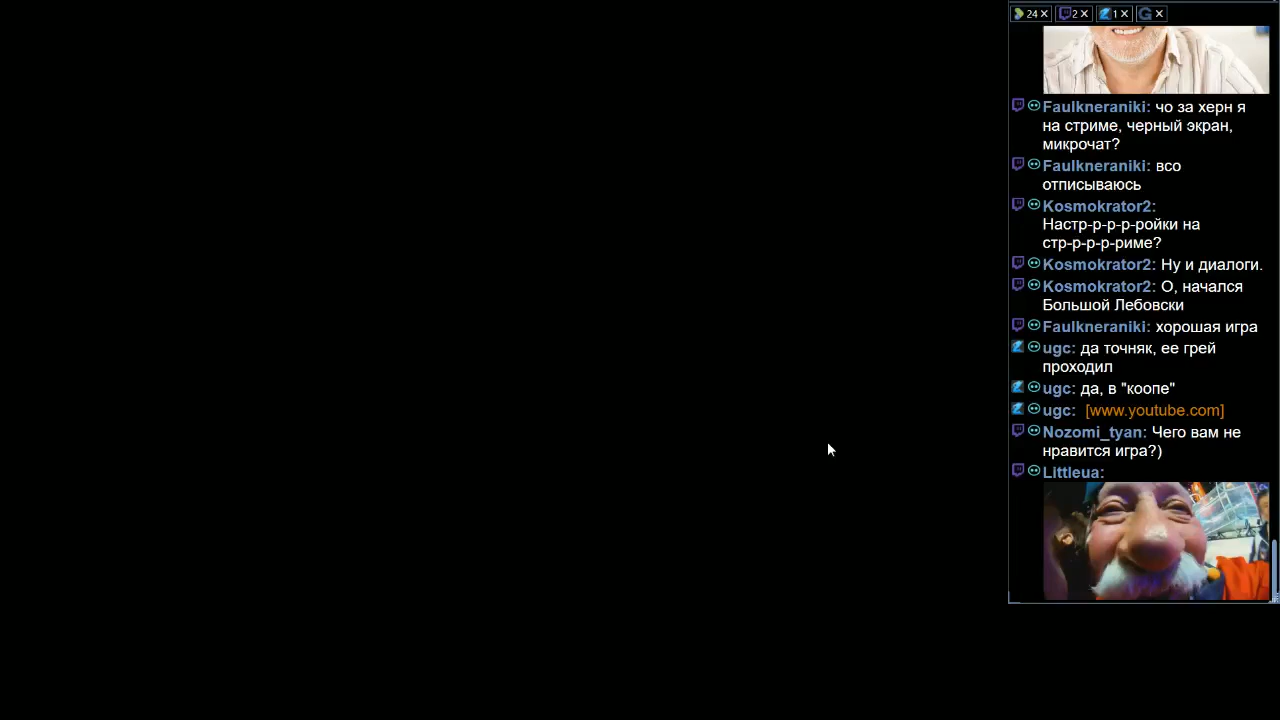 24 2 1
Faulkneraniki: чо за херн я
на стриме, черный экран,
микрочат?
Faulkneraniki: всо
отписываюсь
Kosmokrator2:
Настр-р-р-р-ройки на
стр-р-р-р-риме?
Kosmokrator2: Ну и диалоги.
Kosmokrator2: О, начался
Большой Лебовски
Faulkneraniki: хорошая игра
ugc: да точняк, ее грей
проходил
ugc: да, в "коопе"
ugc: [www.youtube.com]
Nozomi_tyan: Чего вам не
нравится игра?)
Littleua: